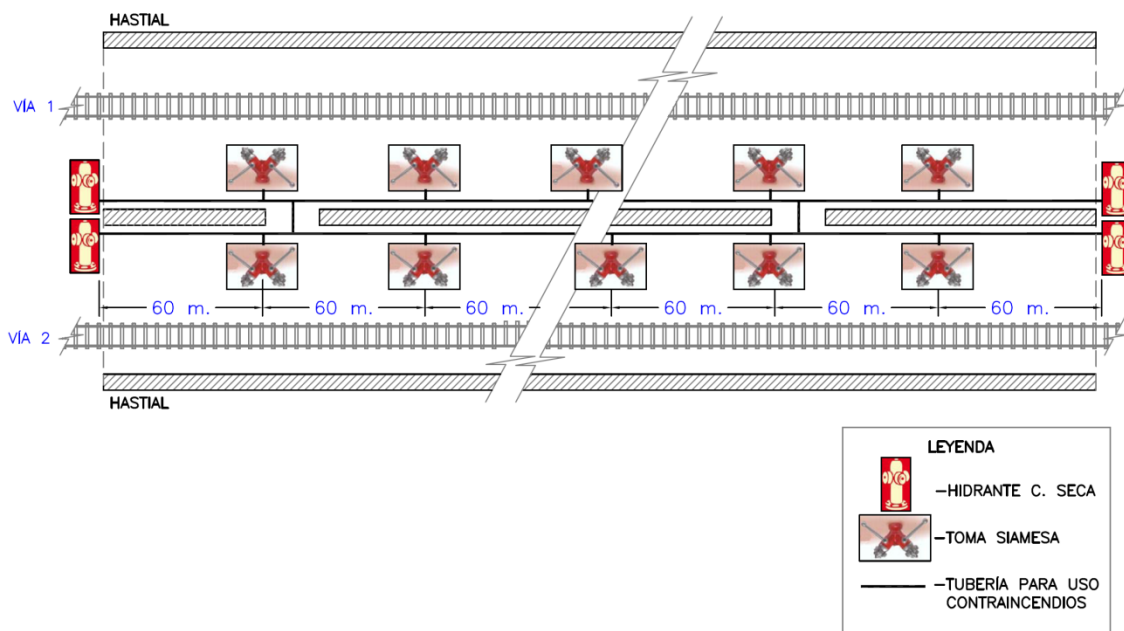 HASTIAL
VÍA 1
60 m.
60 m.
60 m.
60 m.
60 m.
60 m.
VÍA 2
HASTIAL
LEYENDA
-HIDRANTE C. SECA
-TOMA SIAMESA
-TUBERÍA PARA USO
CONTRAINCENDIOS